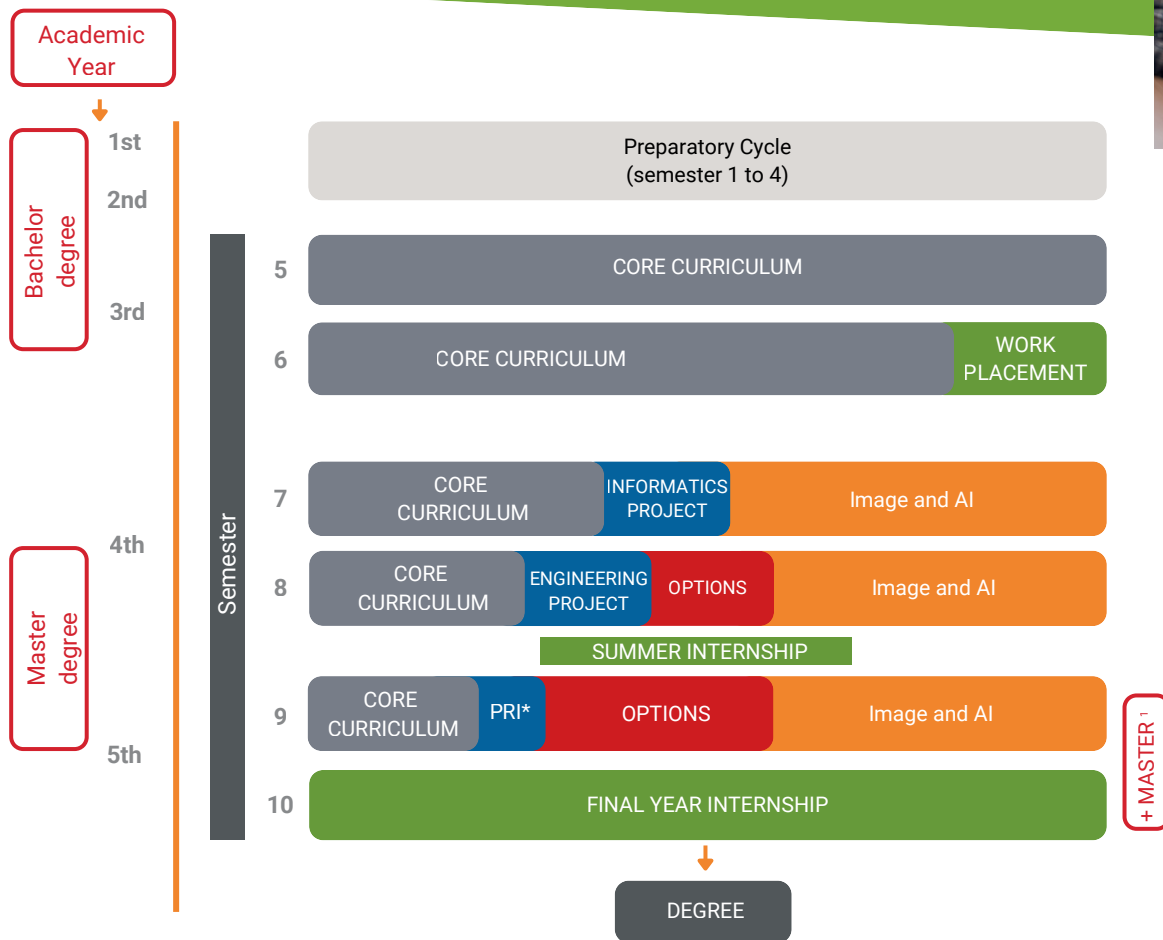 Academic
Year
Bachelor
degree
1st
2nd
3rd
Preparatory Cycle
(semester 1 to 4)
Semester
5
CORE CURRICULUM
6
CORE CURRICULUM
WORK
PLACEMENT
7
CORE
CURRICULUM
INFORMATICS
PROJECT
Image and AI
Master
degree
4th
5th
8
CORE
CURRICULUM
ENGINEERING
PROJECT
OPTIONS
Image and AI
SUMMER INTERNSHIP
9
CORE
CURRICULUM
PRI*
OPTIONS
Image and AI
+ MASTER ¹
10
FINAL YEAR INTERNSHIP
DEGREE